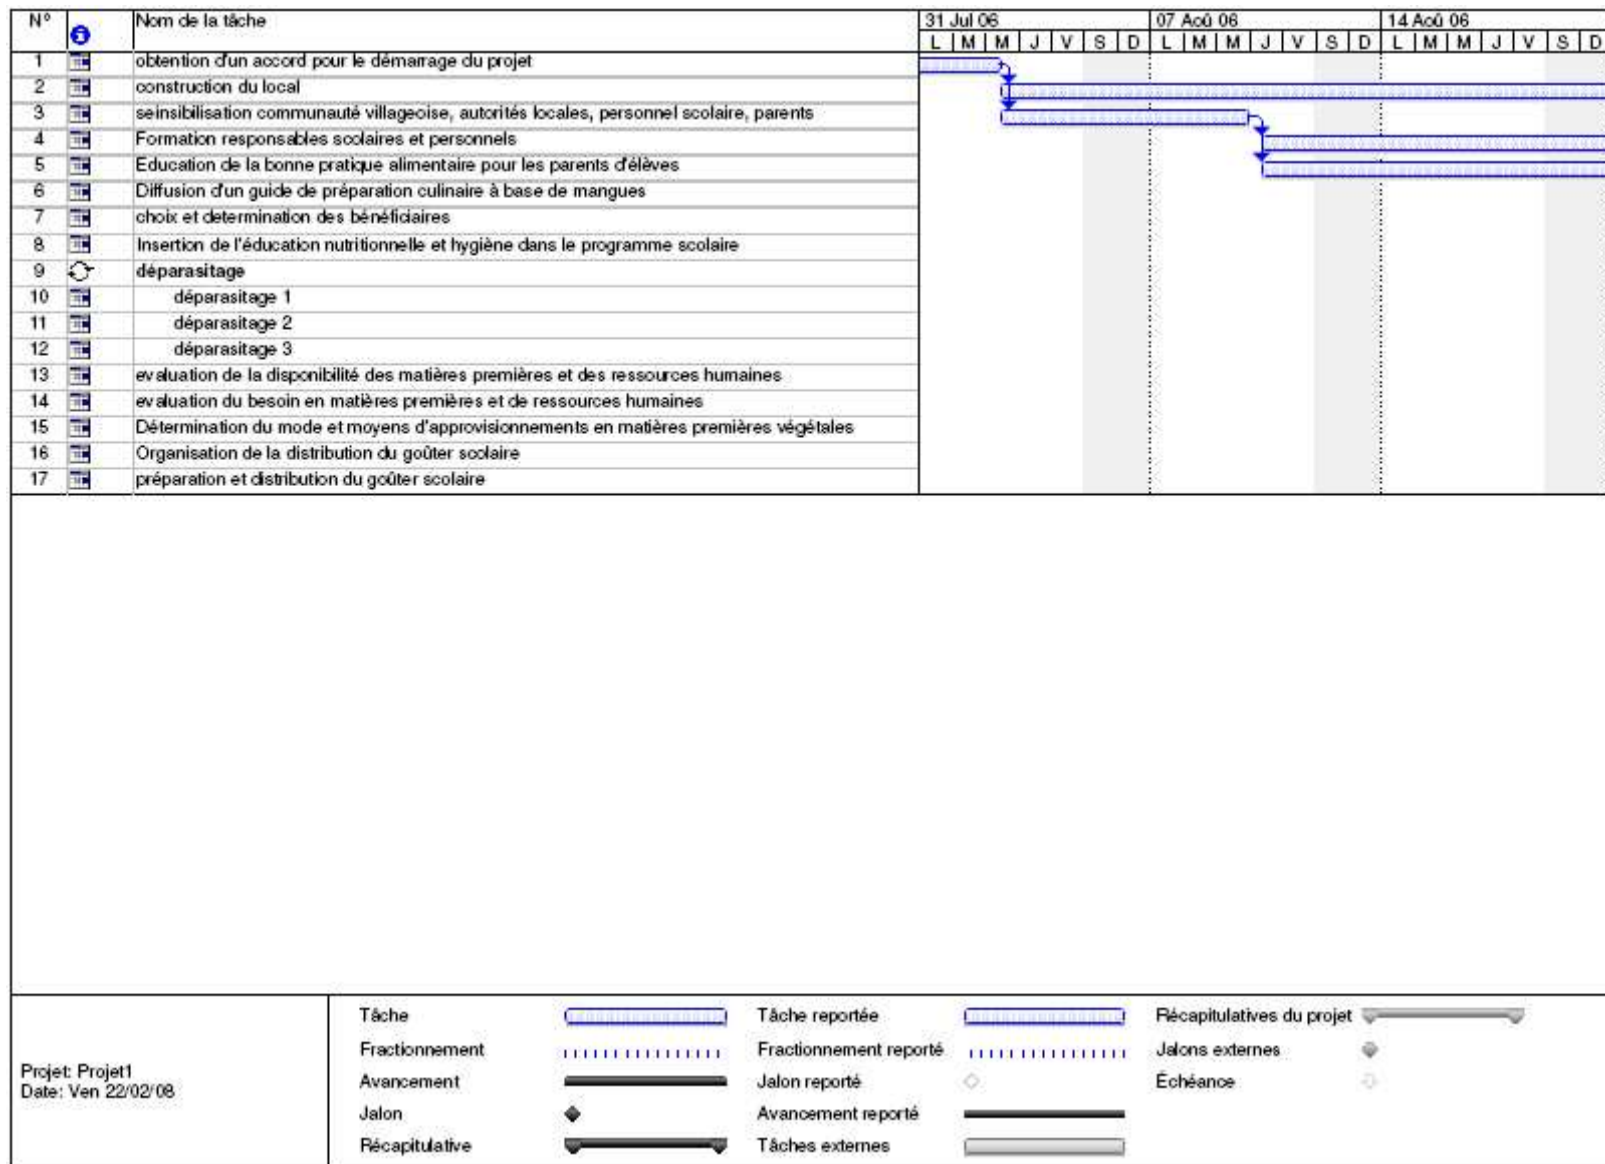 N° Nom de la tâche 31 Jul 06 07 Aoû 06 14 Aoû 06
L M M J V S D L M M J V S D L M M J V S D
1 obtention d'un accord pour le démarrage du projet
2 construction du local
3 seinsibilisation communauté villageoise, autorités locales, personnel scolaire, parents
4 Formation responsables scolaires et personnels
5 Education de la bonne pratique alimentaire pour les parents d'élèves
6 Diffusion d'un guide de préparation culinaire à base de mangues
7 choix et determination des bénéficiaires
8 Insertion de l'éducation nutritionnelle et hygiène dans le programme scolaire
9 déparasitage
10 déparasitage 1
11 déparasitage 2
12 déparasitage 3
13 evaluation de la disponibilité des matières premières et des ressources humaines
14 evaluation du besoin en matières premières et de ressources humaines
15 Détermination du mode et moyens d'approvisionnements en matières premières végétales
16 Organisation de la distribution du goûter scolaire
17 préparation et distribution du goûter scolaire
Projet: Projet1
Date: Ven 22/02/08
Tâche Tâche reportée Récapitulatives du projet
Fractionnement Fractionnement reporté Jalons externes
Avancement Jalon reporté Échéance
Jalon Avancement reporté
Récapitulative Tâches externes